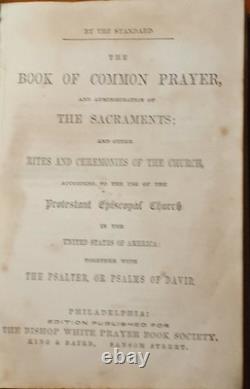 BY THE STANDARD.
THE
BOOK OF COMMON PRAYER,
AND ADMINISTRATION OF
THE SACRAMENTS;
AND OTHER
RITES AND CEREMONIES OF THE CHURCH,
ACCORDING TO THE USE OF THE
Protestant Episcopal Church
IN THE
UNITED STATES OF AMERICA:
TOGETHER WITH
THE PSALTER, OR PSALMS OF DAVID
PHILADELPHIA:
EDITION PUBLISHED FOR
THE BISHOP WHITE PRAYER BOOK SOCIETY,
KING & BAIRD, SANSOM STREET.